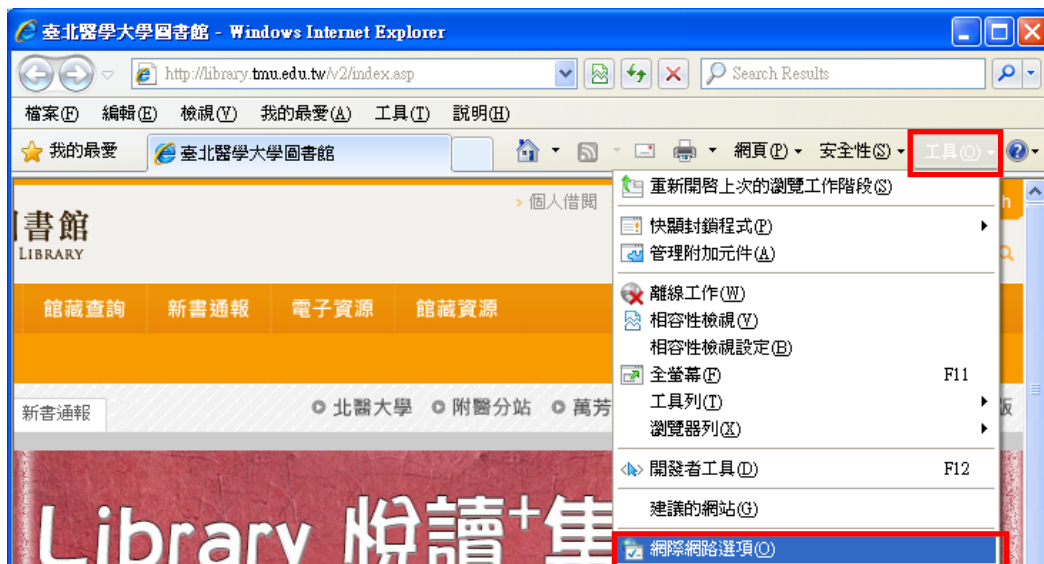 臺北醫學大學圖書館 - Windows Internet Explorer
http://library.tmu.edu.tw/v2/index.asp
Search Results
檔案(F) 編輯(E) 檢視(V) 我的最愛(A) 工具(T) 說明(H)
我的最愛 臺北醫學大學圖書館 網頁(P) 安全性(S) 工具(O)
重新開啟上次的瀏覽工作階段(S)
個人借閱
書館
LIBRARY
快顯封鎖程式(P)
管理附加元件(A)
館藏查詢 新書通報 電子資源 館藏資源
離線工作(W)
相容性檢視(V)
相容性檢視設定(B)
全螢幕(F) F11
工具列(T)
瀏覽器列(X)
新書通報 北醫大學 附醫分站 萬芳
開發者工具(D) F12
建議的網站(G)
Library 悅讀+集
網際網路選項(O)